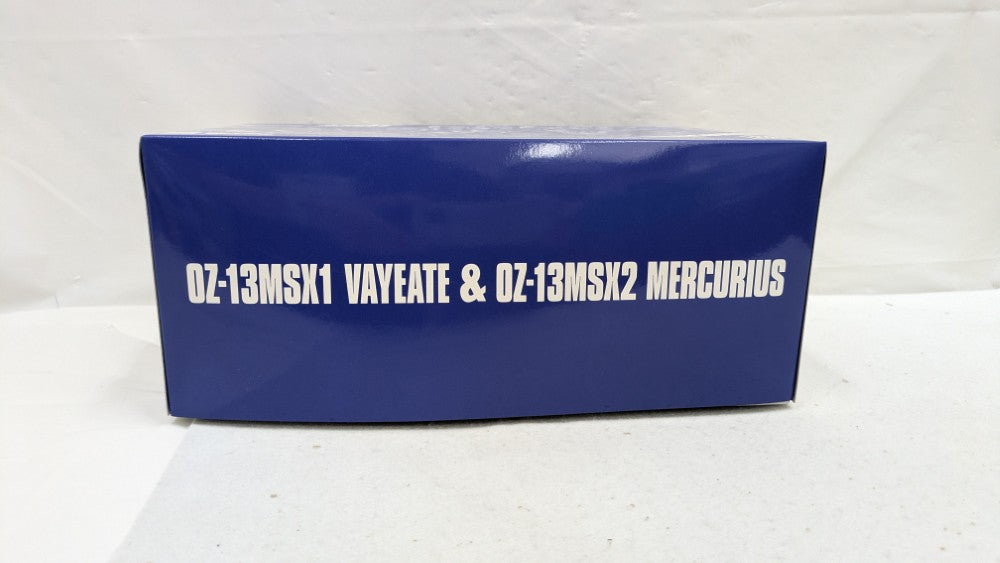 OZ-13MSX1 VAYEATE & OZ-13MSX2 MERCURIUS